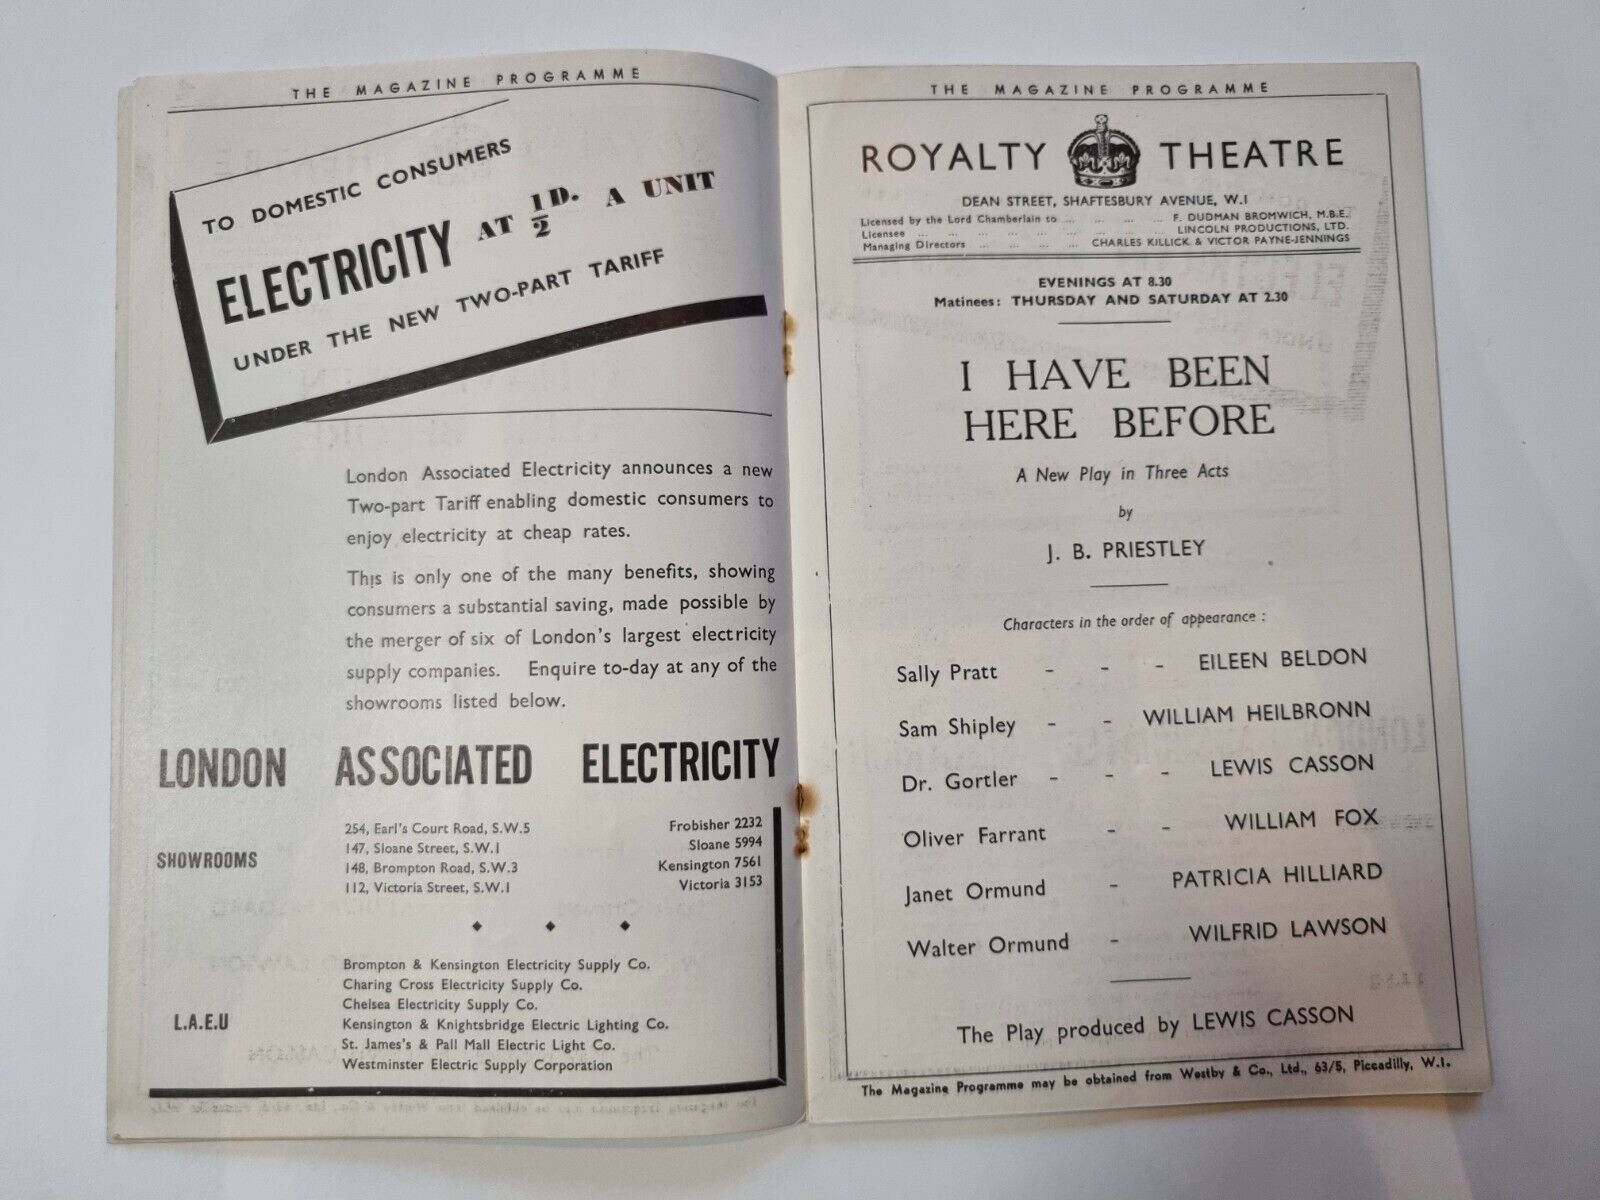 THE MAGAZINE PROGRAMME
TO DOMESTIC CONSUMERS
ELECTRICITY AT ½D. A UNIT
UNDER THE NEW TWO-PART TARIFF
London Associated Electricity announces a new
Two-part Tariff enabling domestic consumers to
enjoy electricity at cheap rates.
This is only one of the many benefits, showing
consumers a substantial saving, made possible by
the merger of six of London's largest electricity
supply companies. Enquire to-day at any of the
showrooms listed below.
LONDON ASSOCIATED ELECTRICITY
SHOWROOMS
254, Earl's Court Road, S.W.5 Frobisher 2232
147, Sloane Street, S.W.1 Sloane 5994
148, Brompton Road, S.W.3 Kensington 7561
112, Victoria Street, S.W.1 Victoria 3153
L.A.E.U
Brompton & Kensington Electricity Supply Co.
Charing Cross Electricity Supply Co.
Chelsea Electricity Supply Co.
Kensington & Knightsbridge Electric Lighting Co.
St. James's & Pall Mall Electric Light Co.
Westminster Electric Supply Corporation
THE MAGAZINE PROGRAMME
ROYALTY THEATRE
DEAN STREET, SHAFTESBURY AVENUE, W.1
Licensed by the Lord Chamberlain to ... ... ... ... F. DUDMAN BROMWICH, M.B.E.
Licensee ... ... ... ... ... ... ... LINCOLN PRODUCTIONS, LTD.
Managing Directors ... ... ... ... CHARLES KILLICK & VICTOR PAYNE-JENNINGS
EVENINGS AT 8.30
Matinees: THURSDAY AND SATURDAY AT 2.30
I HAVE BEEN
HERE BEFORE
A New Play in Three Acts
by
J. B. PRIESTLEY
Characters in the order of appearance :
Sally Pratt - - - EILEEN BELDON
Sam Shipley - - WILLIAM HEILBRONN
Dr. Gortler - - - LEWIS CASSON
Oliver Farrant - - WILLIAM FOX
Janet Ormund - PATRICIA HILLIARD
Walter Ormund - WILFRID LAWSON
The Play produced by LEWIS CASSON
The Magazine Programme may be obtained from Westby & Co., Ltd., 63/5, Piccadilly, W.1.